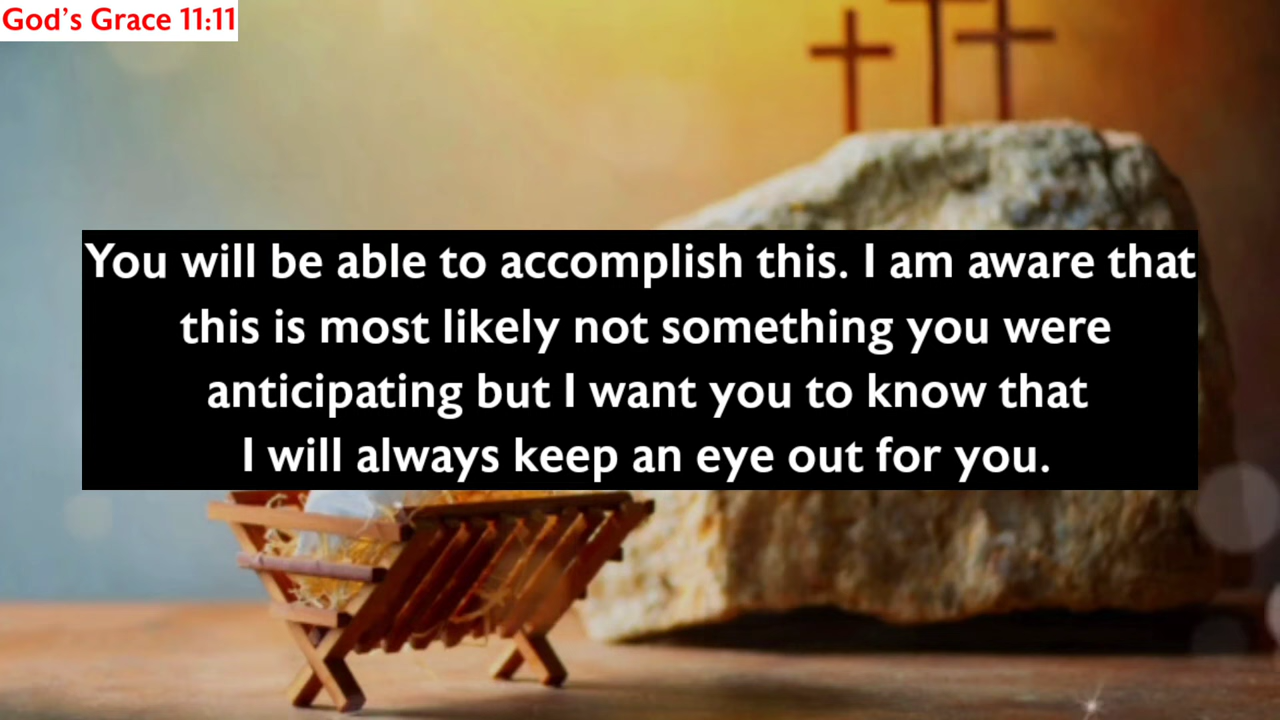 God's Grace 11:11
You will be able to accomplish this. I am aware that
this is most likely not something you were
anticipating but I want you to know that
I will always keep an eye out for you.